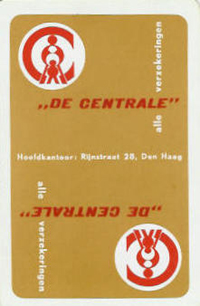 „DE CENTRALE"
alle verzekeringen
Hoofdkantoor: Rijnstraat 28, Den Haag
alle verzekeringen
„DE CENTRALE"